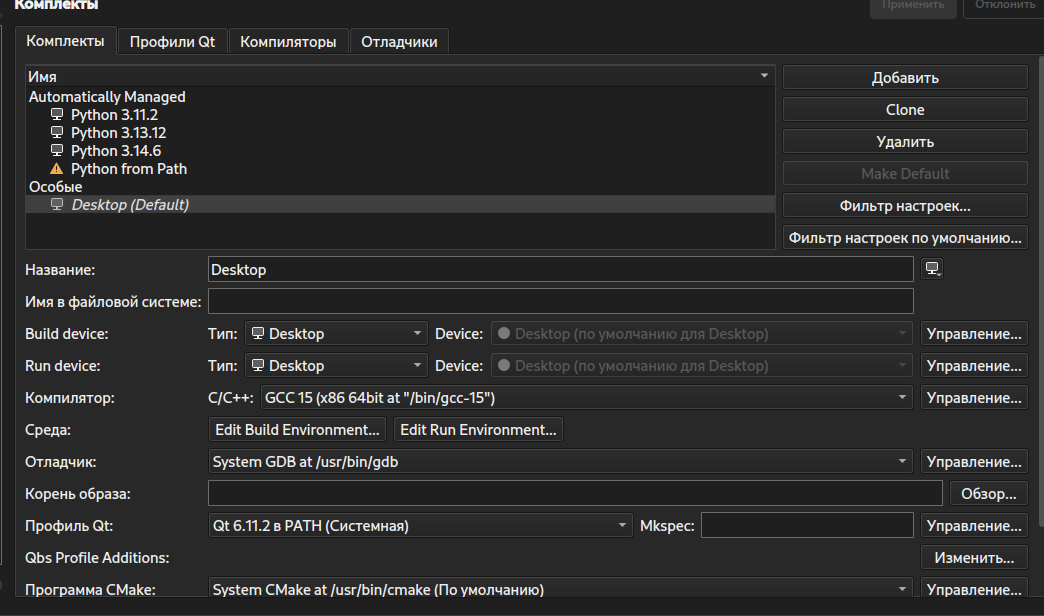 Комплекты
Применить Отклонить
Комплекты Профили Qt Компиляторы Отладчики
Имя
Добавить
Automatically Managed
Python 3.11.2
Clone
Python 3.13.12
Python 3.14.6
Удалить
Python from Path
Make Default
Особые
Desktop (Default)
Фильтр настроек...
Фильтр настроек по умолчанию...
Название: Desktop
Имя в файловой системе:
Build device: Тип: Desktop Device: Desktop (по умолчанию для Desktop) Управление...
Run device: Тип: Desktop Device: Desktop (по умолчанию для Desktop) Управление...
Компилятор: C/C++: GCC 15 (x86 64bit at "/bin/gcc-15") Управление...
Среда: Edit Build Environment... Edit Run Environment...
Отладчик: System GDB at /usr/bin/gdb Управление...
Корень образа: Обзор...
Профиль Qt: Qt 6.11.2 в PATH (Системная) Mkspec: Управление...
Qbs Profile Additions: Изменить...
Программа CMake: System CMake at /usr/bin/cmake (По умолчанию) Управление...